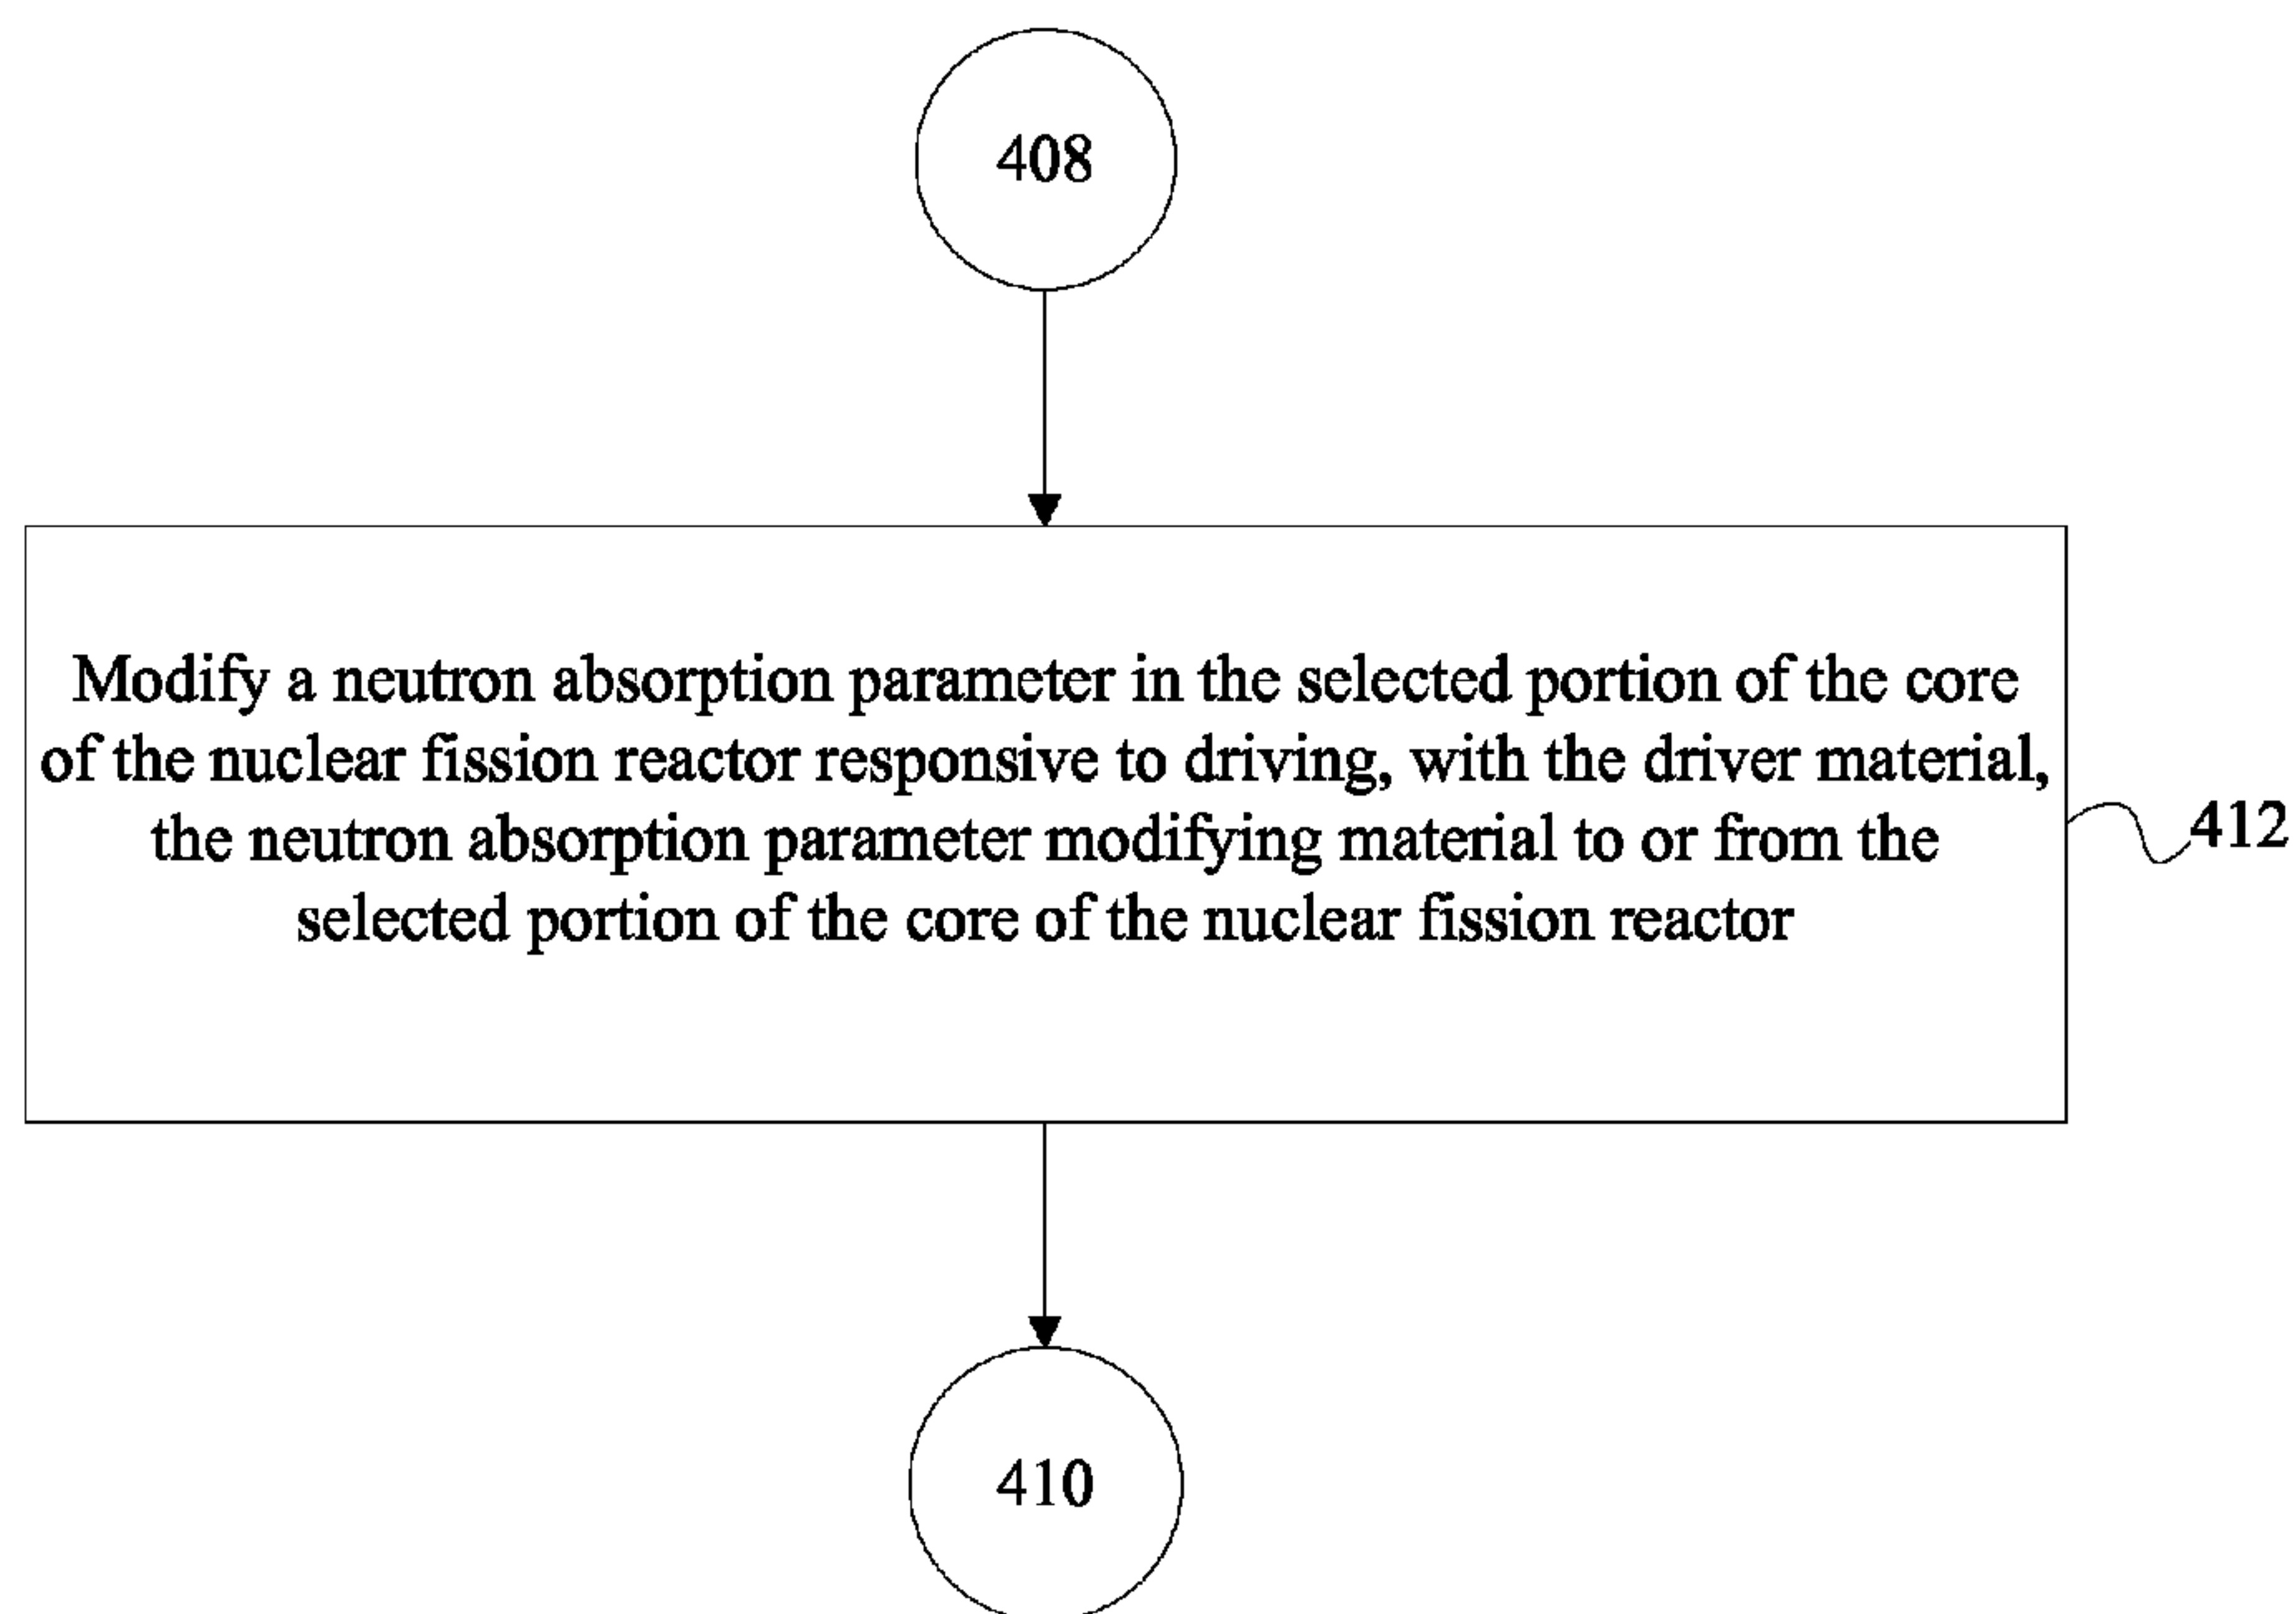 408
Modify a neutron absorption parameter in the selected portion of the core
of the nuclear fission reactor responsive to driving, with the driver material,
the neutron absorption parameter modifying material to or from the
selected portion of the core of the nuclear fission reactor
412
410